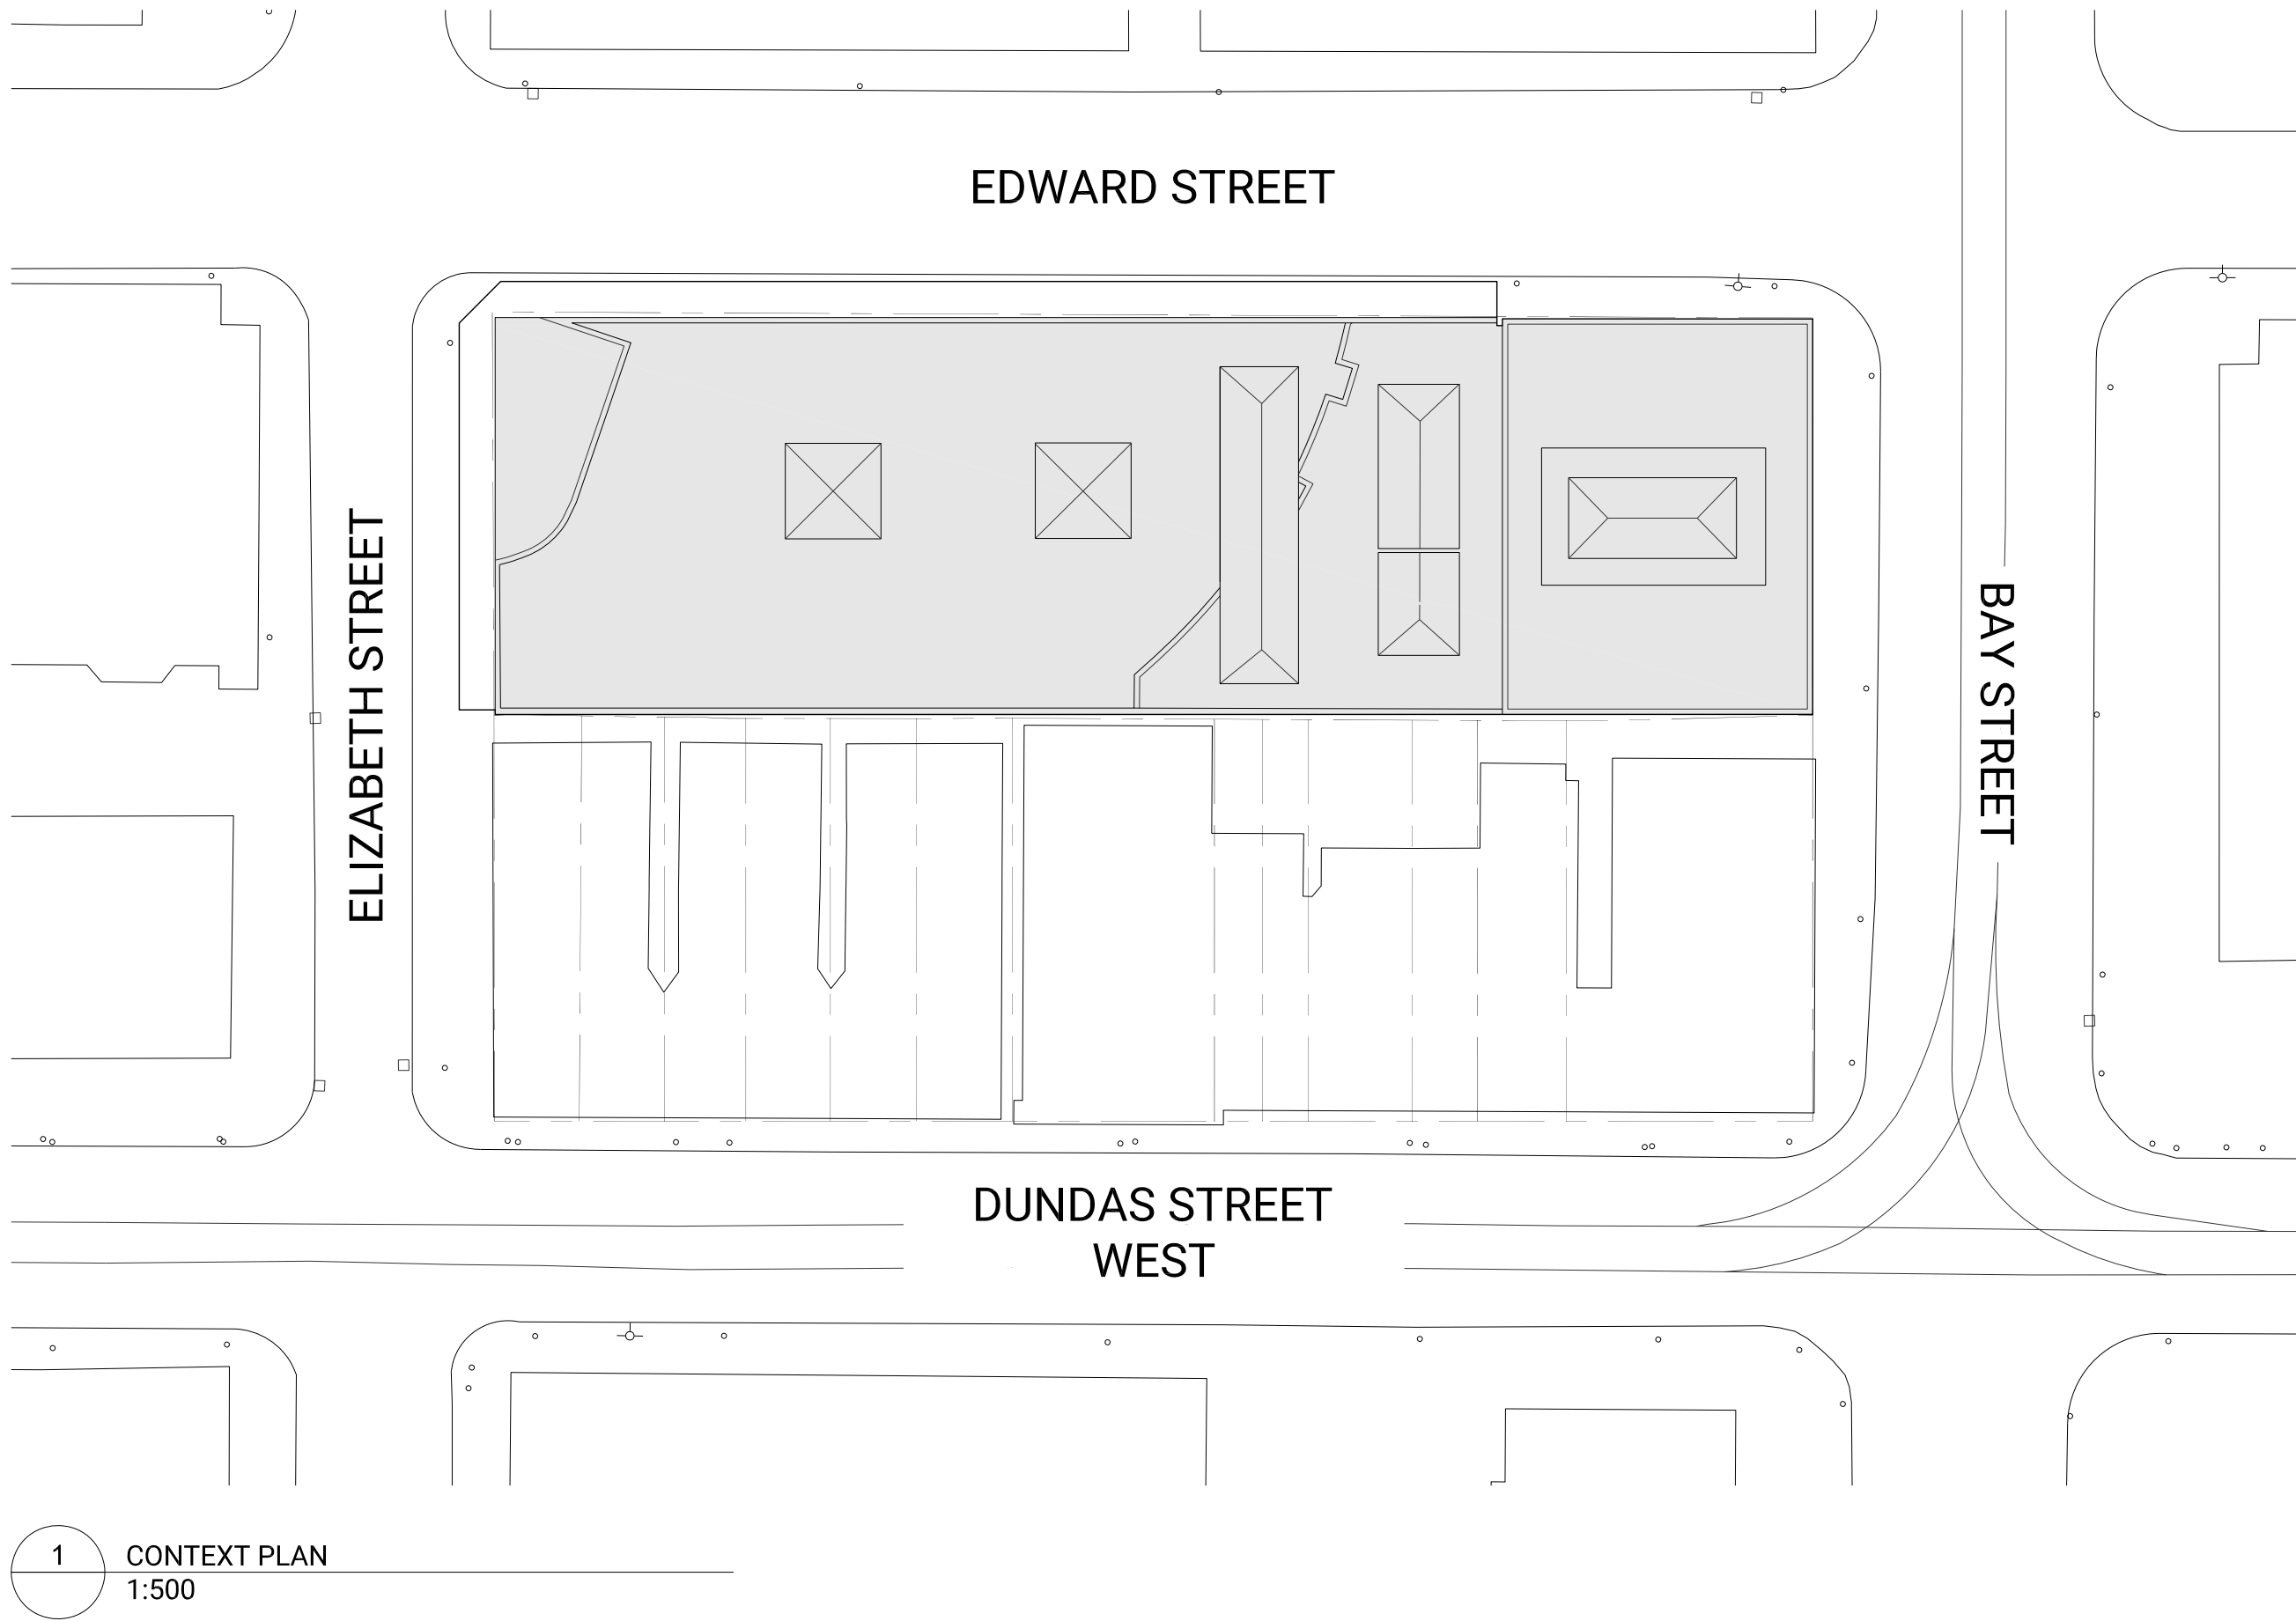 EDWARD STREET
ELIZABETH STREET
BAY STREET
DUNDAS STREET
WEST
1
CONTEXT PLAN
1:500